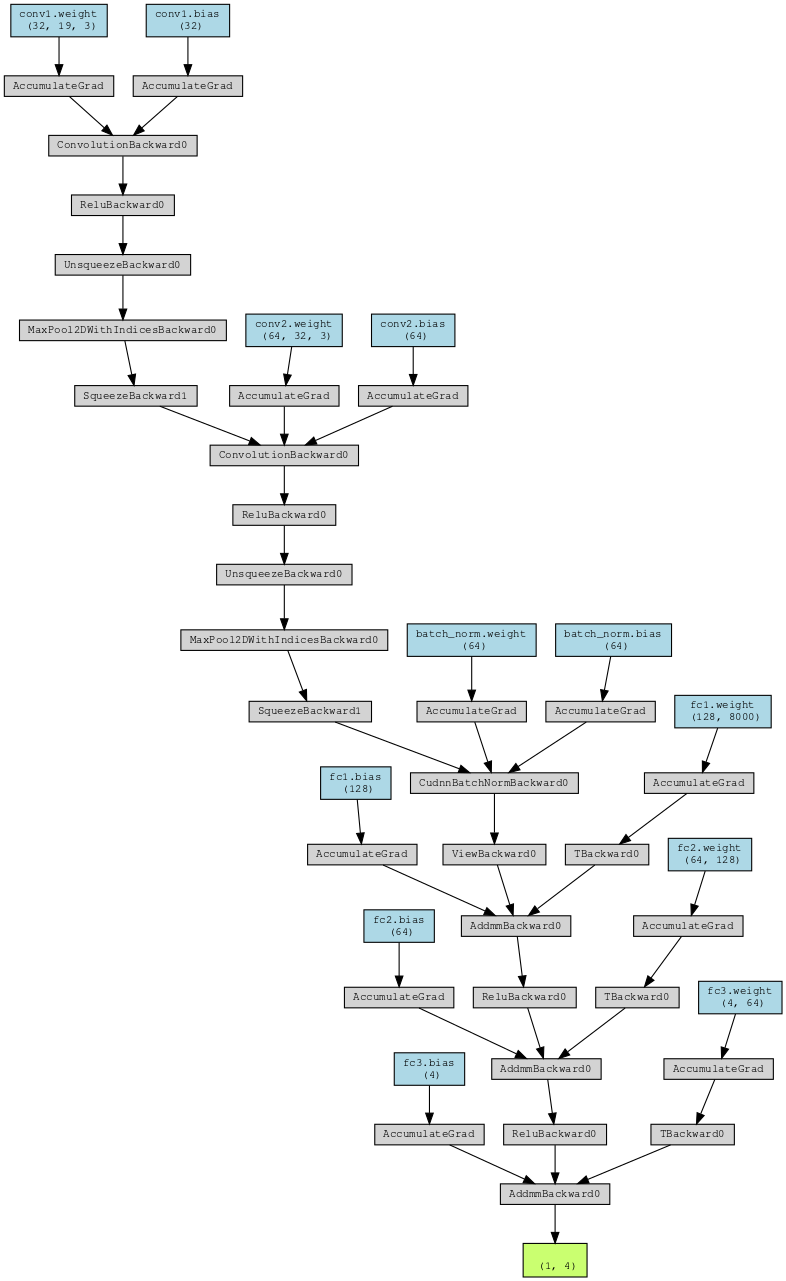 conv1.weight
(32, 19, 3)
conv1.bias
(32)
AccumulateGrad
AccumulateGrad
ConvolutionBackward0
ReluBackward0
UnsqueezeBackward0
MaxPool2DWithIndicesBackward0
conv2.weight
(64, 32, 3)
conv2.bias
(64)
SqueezeBackward1
AccumulateGrad
AccumulateGrad
ConvolutionBackward0
ReluBackward0
UnsqueezeBackward0
MaxPool2DWithIndicesBackward0
batch_norm.weight
(64)
batch_norm.bias
(64)
SqueezeBackward1
AccumulateGrad
AccumulateGrad
fc1.weight
(128, 8000)
fc1.bias
(128)
CudnnBatchNormBackward0
AccumulateGrad
AccumulateGrad
ViewBackward0
TBackward0
fc2.weight
(64, 128)
fc2.bias
(64)
AddmmBackward0
AccumulateGrad
AccumulateGrad
ReluBackward0
TBackward0
fc3.weight
(4, 64)
fc3.bias
(4)
AddmmBackward0
AccumulateGrad
AccumulateGrad
ReluBackward0
TBackward0
AddmmBackward0
(1, 4)